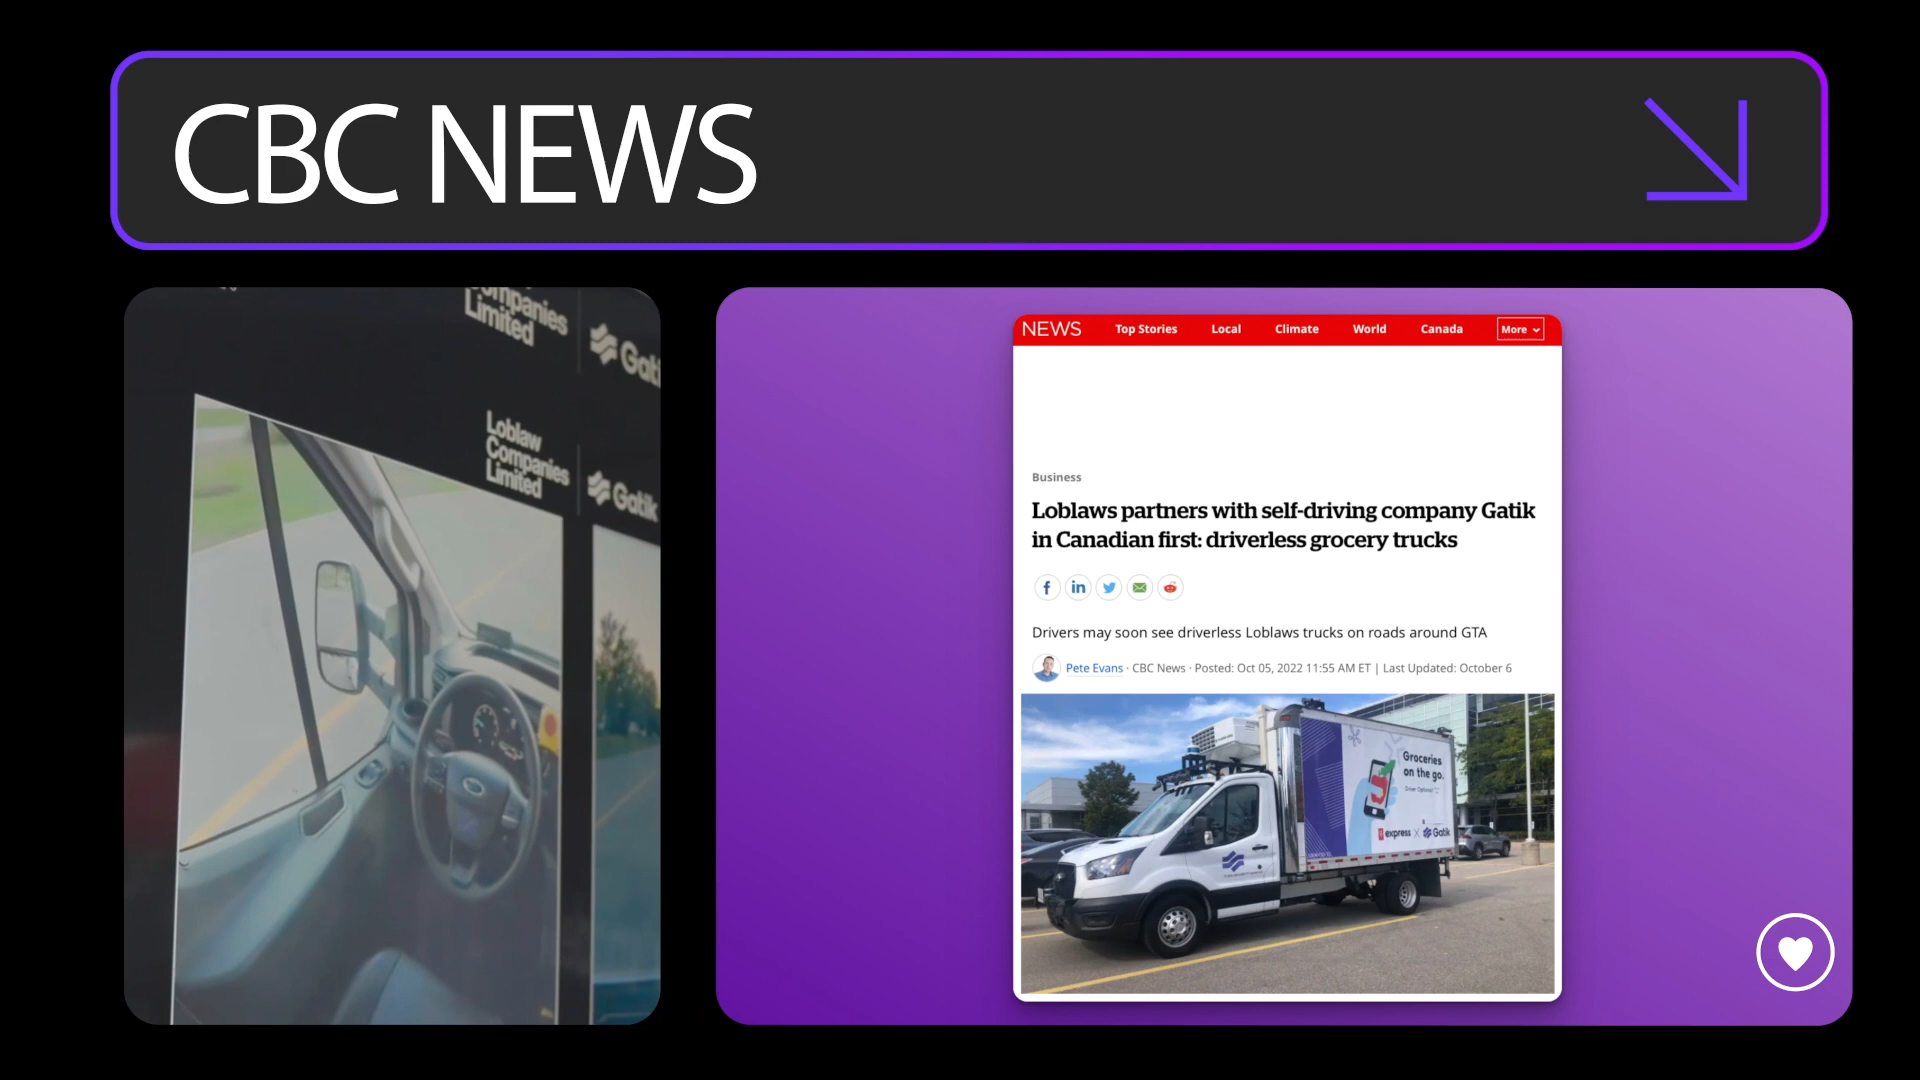 CBC NEWS
Companies
Limited
Loblaw
Companies
Limited
Gatik
NEWS Top Stories Local Climate World Canada More
Business
Loblaws partners with self-driving company Gatik
in Canadian first: driverless grocery trucks
Drivers may soon see driverless Loblaws trucks on roads around GTA
Pete Evans · CBC News · Posted: Oct 05, 2022 11:55 AM ET | Last Updated: October 6
Groceries
on the go.
Driver Optional
express X Gatik